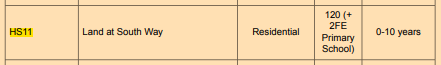 HS11 Land at South Way Residential 120 (+
2FE
Primary
School) 0-10 years